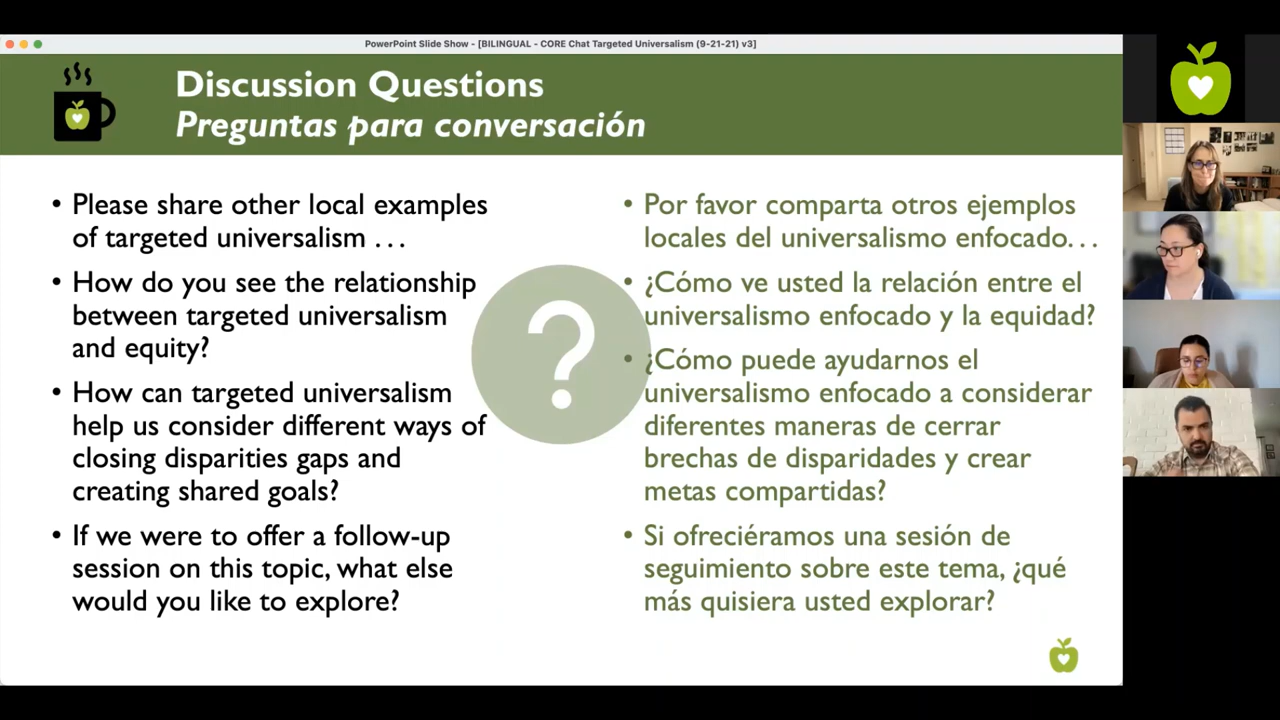 PowerPoint Slide Show - [BILINGUAL - CORE Chat Targeted Universalism (9-21-21) v3]
Discussion Questions
Preguntas para conversación
• Please share other local examples
of targeted universalism . . .
• How do you see the relationship
between targeted universalism
and equity?
• How can targeted universalism
help us consider different ways of
closing disparities gaps and
creating shared goals?
• If we were to offer a follow-up
session on this topic, what else
would you like to explore?
?
• Por favor comparta otros ejemplos
locales del universalismo enfocado. . .
• ¿Cómo ve usted la relación entre el
universalismo enfocado y la equidad?
• ¿Cómo puede ayudarnos el
universalismo enfocado a considerar
diferentes maneras de cerrar
brechas de disparidades y crear
metas compartidas?
• Si ofreciéramos una sesión de
seguimiento sobre este tema, ¿qué
más quisiera usted explorar?